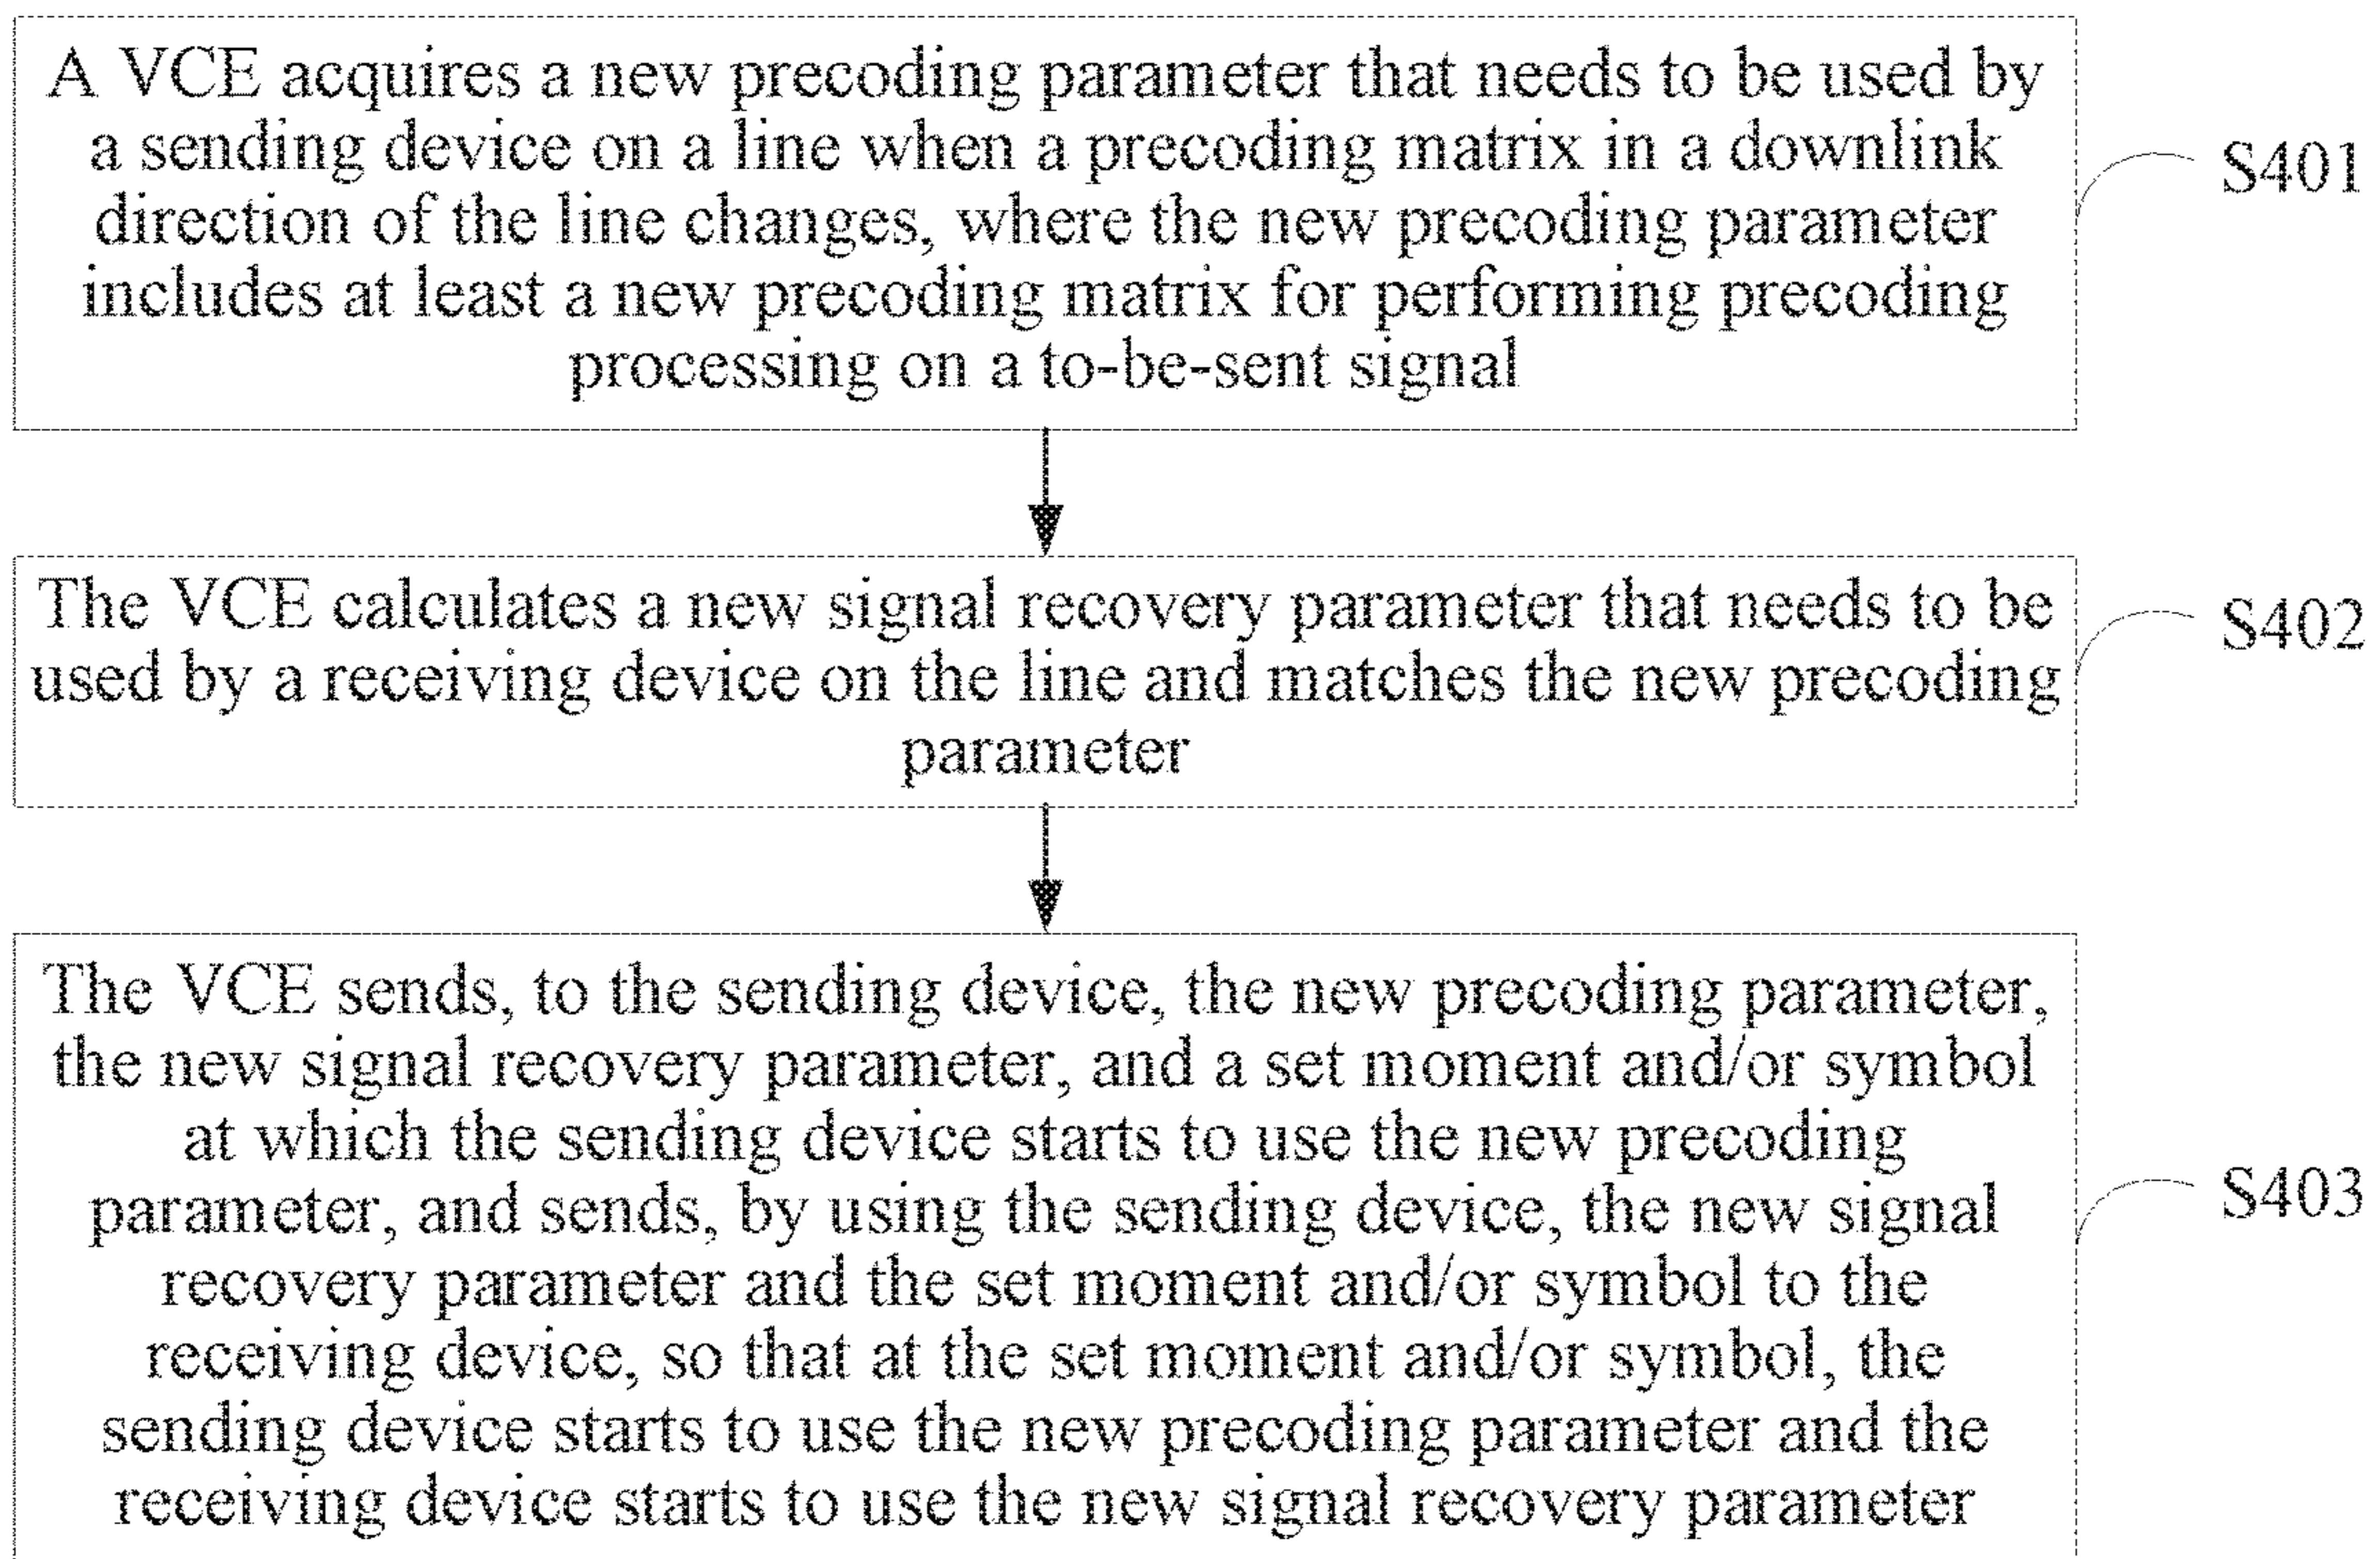 A VCE acquires a new precoding parameter that needs to be used by
a sending device on a line when a precoding matrix in a downlink
direction of the line changes, where the new precoding parameter
includes at least a new precoding matrix for performing precoding
processing on a to-be-sent signal
S401
The VCE calculates a new signal recovery parameter that needs to be
used by a receiving device on the line and matches the new precoding
parameter
S402
The VCE sends, to the sending device, the new precoding parameter,
the new signal recovery parameter, and a set moment and/or symbol
at which the sending device starts to use the new precoding
parameter, and sends, by using the sending device, the new signal
recovery parameter and the set moment and/or symbol to the
receiving device, so that at the set moment and/or symbol, the
sending device starts to use the new precoding parameter and the
receiving device starts to use the new signal recovery parameter
S403